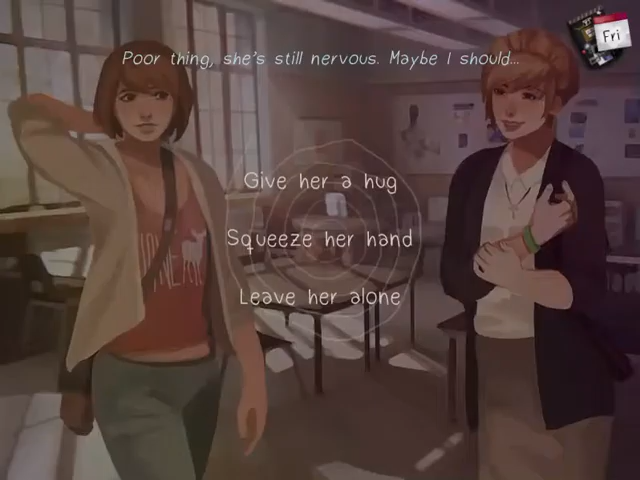 Fri
Poor thing, she's still nervous. Maybe I should...
Give her a hug
Squeeze her hand
Leave her alone